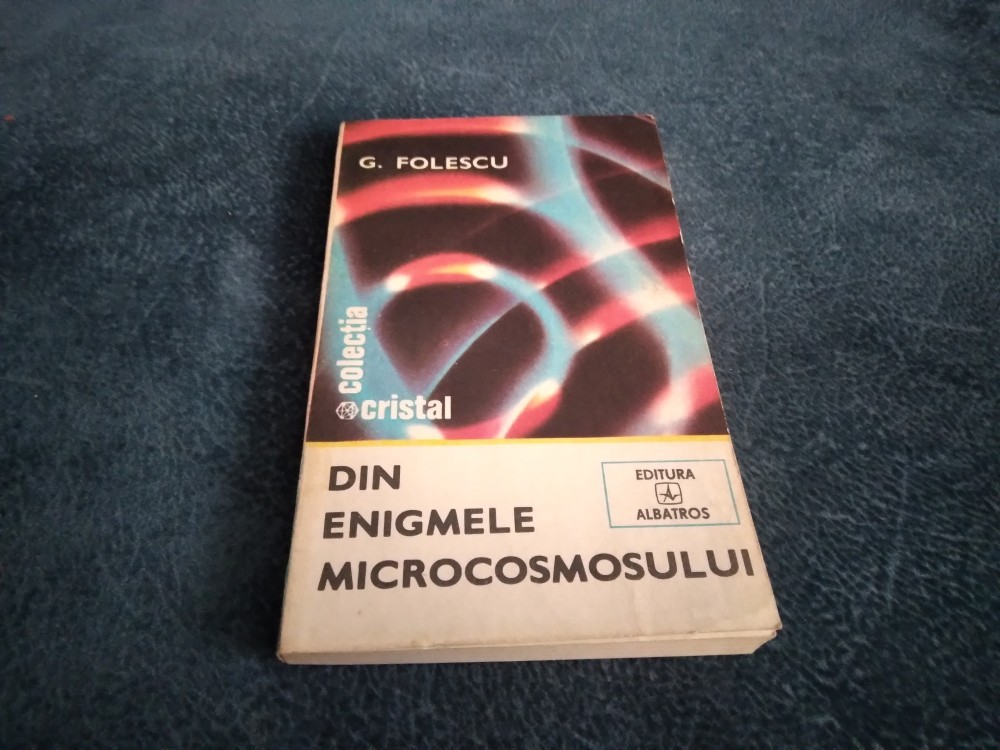 G. FOLESCU
colecția
cristal
DIN
ENIGMELE
MICROCOSMOSULUI
EDITURA
ALBATROS